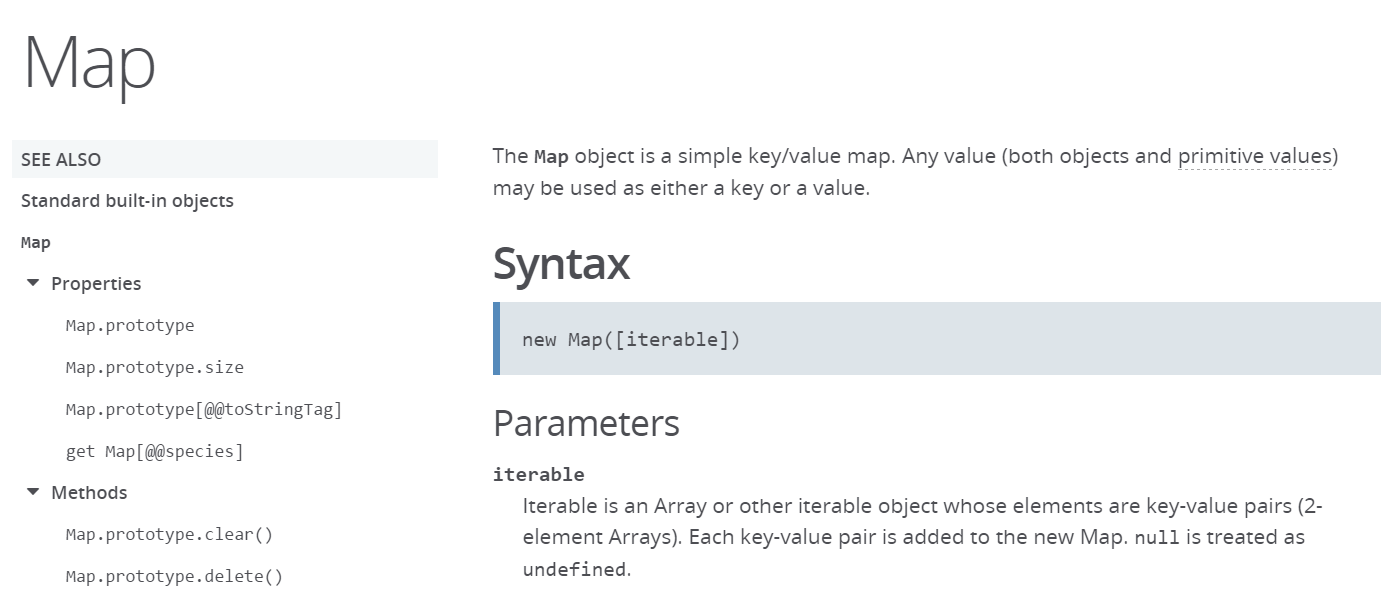 Map
SEE ALSO
Standard built-in objects
Map
Properties
Map.prototype
Map.prototype.size
Map.prototype[@@toStringTag]
get Map[@@species]
Methods
Map.prototype.clear()
Map.prototype.delete()
The Map object is a simple key/value map. Any value (both objects and primitive values)
may be used as either a key or a value.
Syntax
new Map([iterable])
Parameters
iterable
Iterable is an Array or other iterable object whose elements are key-value pairs (2-
element Arrays). Each key-value pair is added to the new Map. null is treated as
undefined.